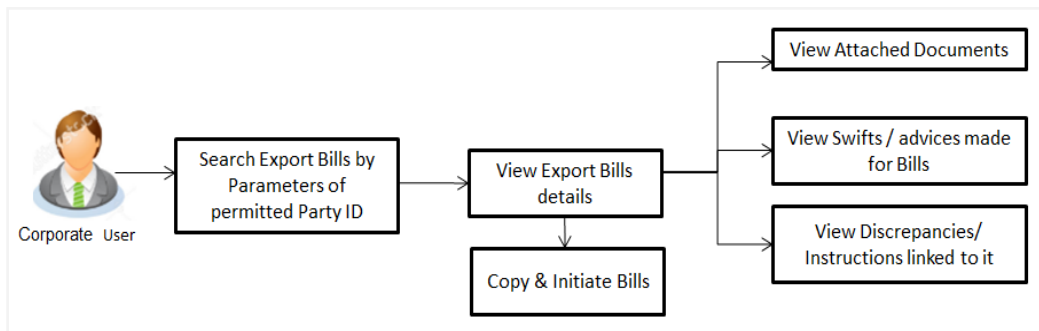 View Attached Documents
Search Export Bills by
Parameters of
permitted Party ID
View Export Bills
details
View Swifts / advices made
for Bills
Corporate User
Copy & Initiate Bills
View Discrepancies/
Instructions linked to it